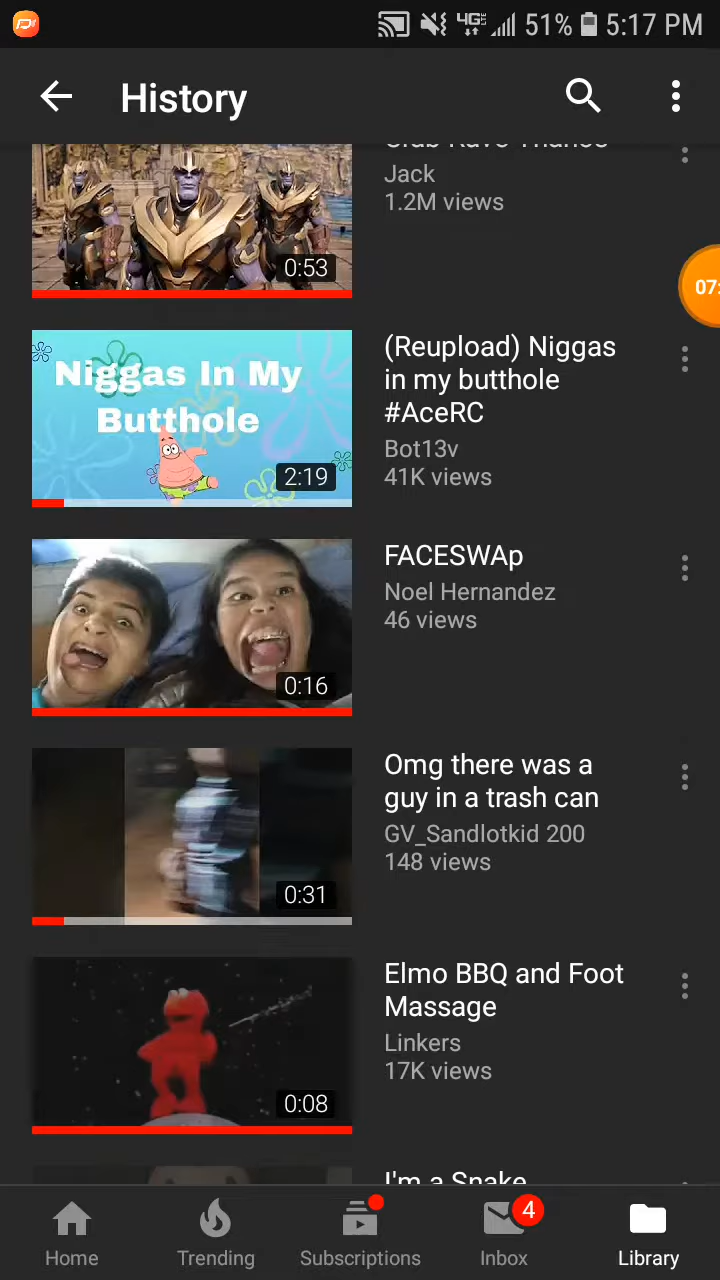 51% 5:17 PM
History
Jack
1.2M views
0:53
07:
Niggas In My
Butthole
2:19
(Reupload) Niggas
in my butthole
#AceRC
Bot13v
41K views
0:16
FACESWAp
Noel Hernandez
46 views
0:31
Omg there was a
guy in a trash can
GV_Sandlotkid 200
148 views
0:08
Elmo BBQ and Foot
Massage
Linkers
17K views
I'm a Snake
4
Home Trending Subscriptions Inbox Library